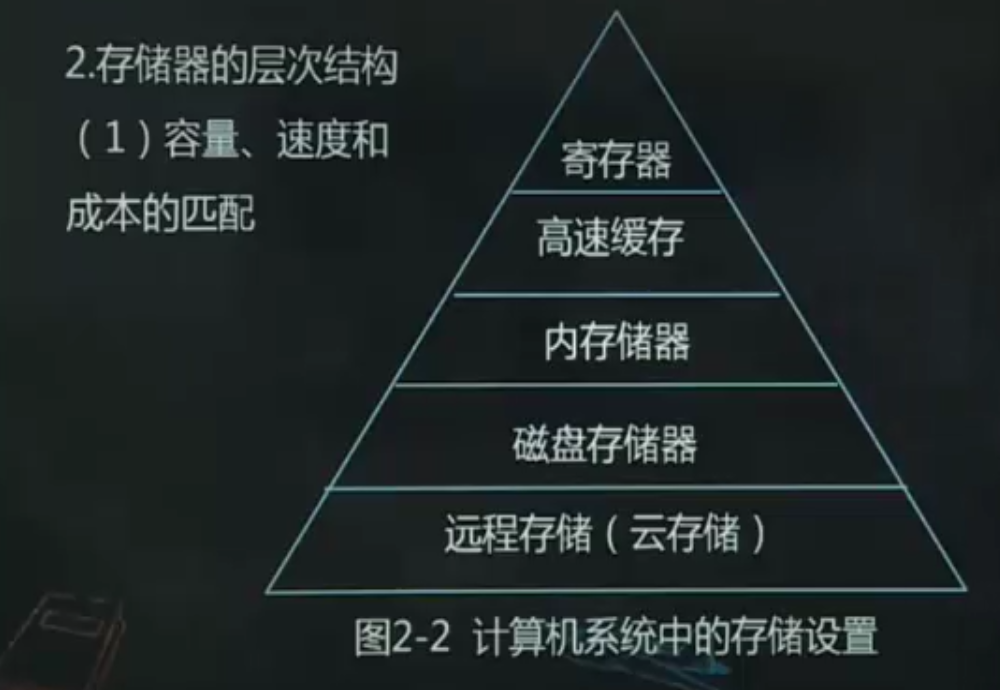 2.存储器的层次结构
（1）容量、速度和
成本的匹配
寄存器
高速缓存
内存储器
磁盘存储器
远程存储（云存储）
图2-2 计算机系统中的存储设置